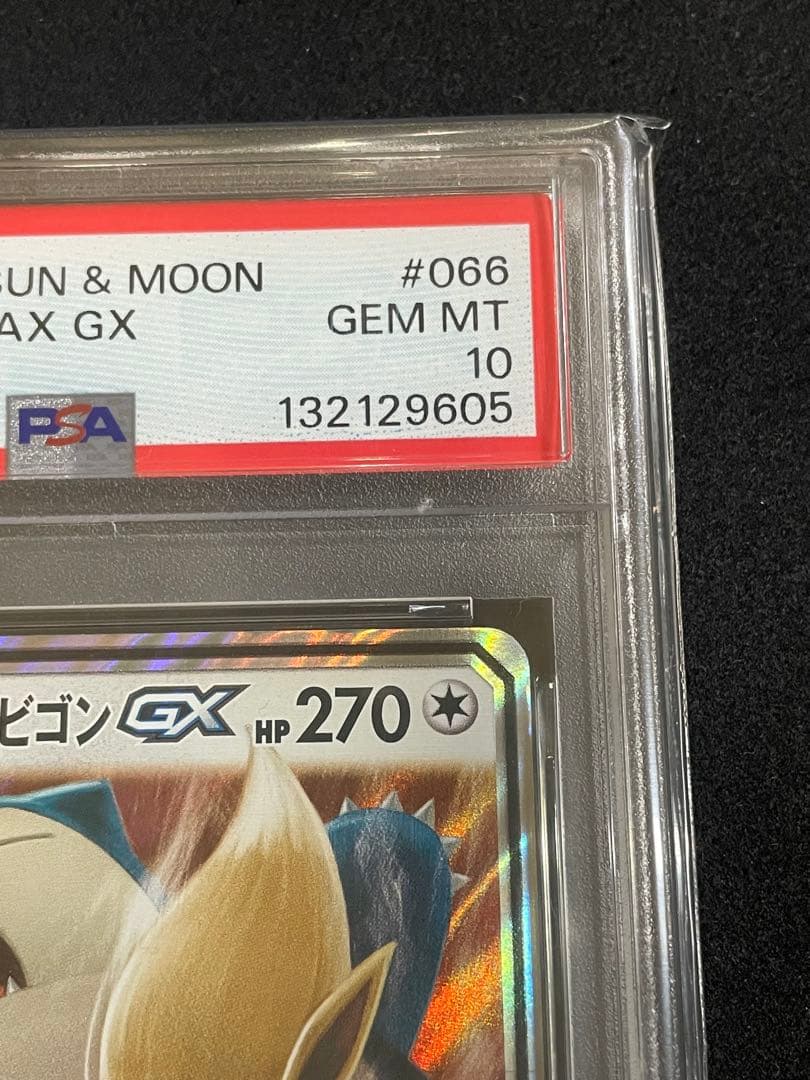 SUN & MOON #066
AX GX GEM MT
10
PSA 132129605
ビゴン GX HP 270